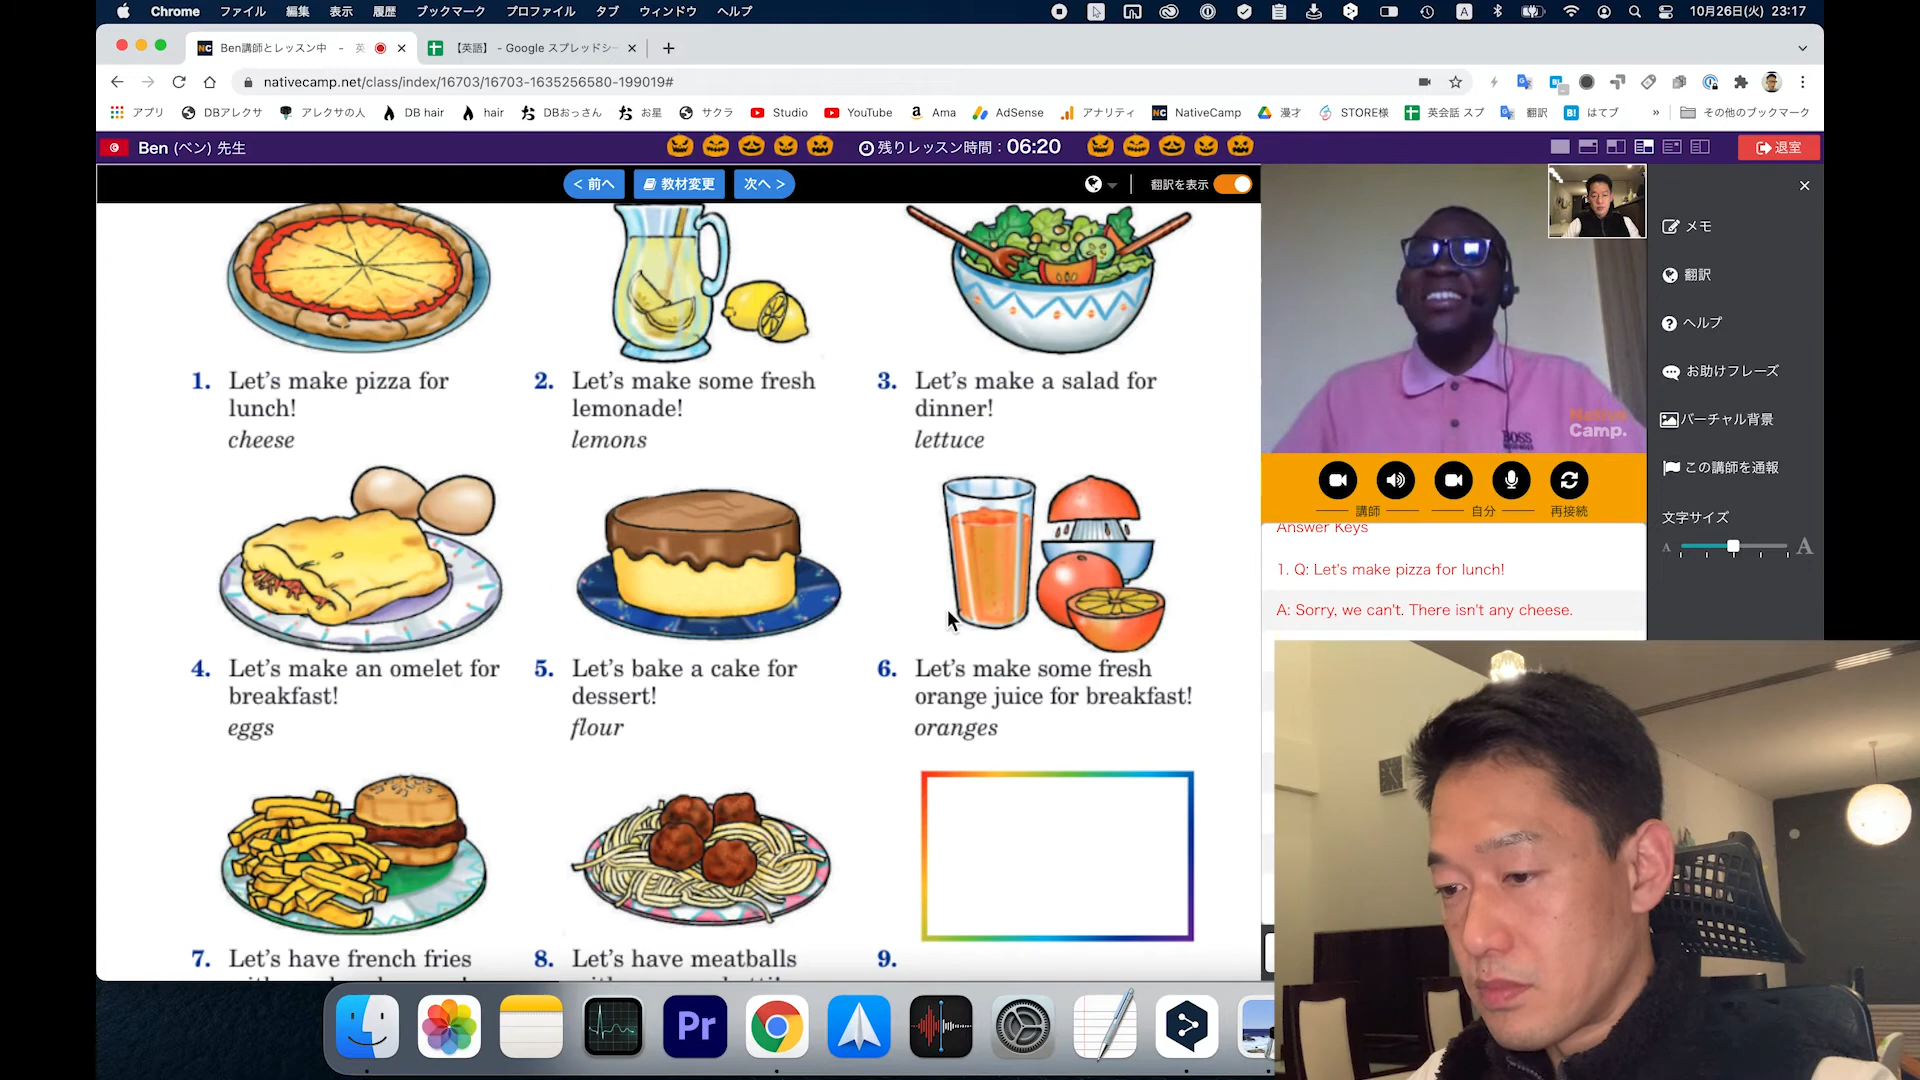 Chrome ファイル 編集 表示 履歴 ブックマーク プロファイル タブ ウィンドウ ヘルプ
A
10月26日(火) 23:17
NC Ben講師とレッスン中 - 英
【英語】 - Google スプレッドシー
nativecamp.net/class/index/16703/16703-1635256580-199019#
アプリ DBアレクサ アレクサの人 DB hair hair DBおっさん お星 サクラ Studio YouTube Ama AdSense アナリティ NativeCamp 漫才 STORE様 英会話 スプ 翻訳 B! はてブ » その他のブックマーク
Ben (ベン) 先生
残りレッスン時間：06:20
退室
< 前へ
教材変更
次へ >
翻訳を表示
1. Let's make pizza for
lunch!
cheese
2. Let's make some fresh
lemonade!
lemons
3. Let's make a salad for
dinner!
lettuce
4. Let's make an omelet for
breakfast!
eggs
5. Let's bake a cake for
dessert!
flour
6. Let's make some fresh
orange juice for breakfast!
oranges
7. Let's have french fries
8. Let's have meatballs
9.
BOSS
Native
Camp.
講師
自分
再接続
Answer Keys
1. Q: Let's make pizza for lunch!
A: Sorry, we can't. There isn't any cheese.
メモ
翻訳
ヘルプ
お助けフレーズ
バーチャル背景
この講師を通報
文字サイズ
A A
Pr